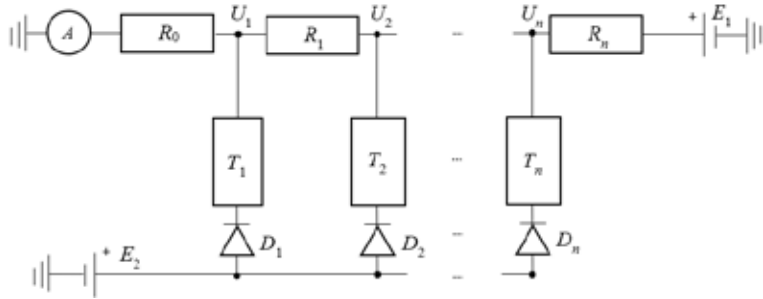 U1 U2 ... Un + E1
A R0 R1 Rn
T1 T2 ... Tn
D1 D2 ... Dn
+ E2 ...